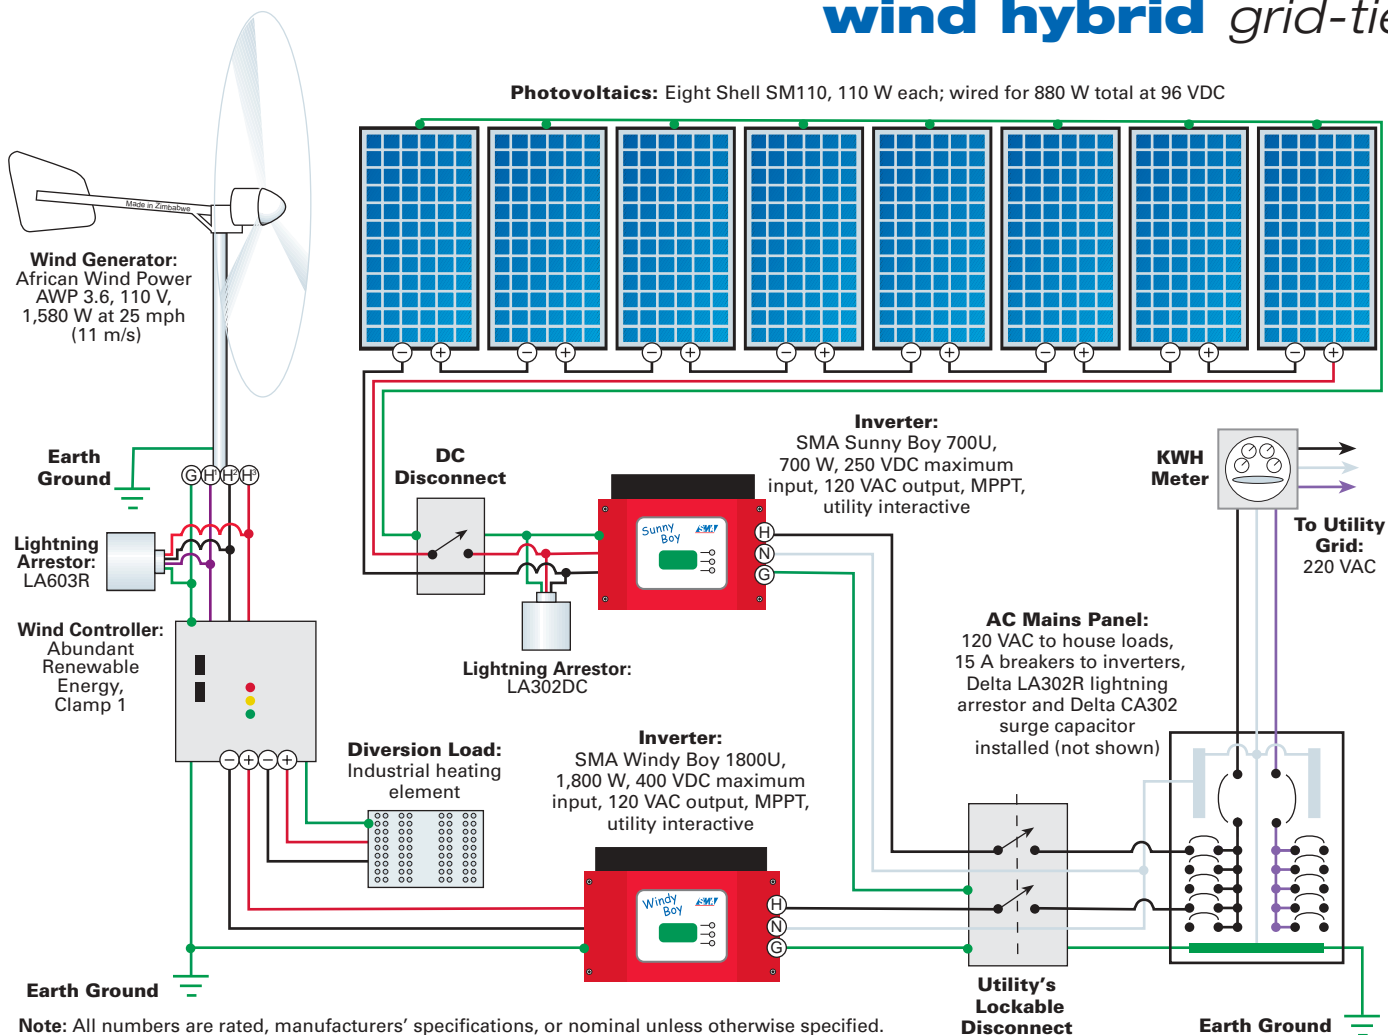 wind hybrid grid-tie
Photovoltaics: Eight Shell SM110, 110 W each; wired for 880 W total at 96 VDC
Made in Zimbabwe
Wind Generator:
African Wind Power
AWP 3.6, 110 V,
1,580 W at 25 mph
(11 m/s)
− + − + − + − + − + − + − + − +
Earth
Ground
G H1 H2 H3
Lightning
Arrestor:
LA603R
Wind Controller:
Abundant
Renewable
Energy,
Clamp 1
− + − +
DC
Disconnect
Lightning Arrestor:
LA302DC
Inverter:
SMA Sunny Boy 700U,
700 W, 250 VDC maximum
input, 120 VAC output, MPPT,
utility interactive
Sunny
Boy
SMA
H
N
G
KWH
Meter
To Utility
Grid:
220 VAC
AC Mains Panel:
120 VAC to house loads,
15 A breakers to inverters,
Delta LA302R lightning
arrestor and Delta CA302
surge capacitor
installed (not shown)
Diversion Load:
Industrial heating
element
Inverter:
SMA Windy Boy 1800U,
1,800 W, 400 VDC maximum
input, 120 VAC output, MPPT,
utility interactive
Windy
Boy
SMA
H
N
G
Utility's
Lockable
Disconnect
Earth Ground
Earth Ground
Note: All numbers are rated, manufacturers' specifications, or nominal unless otherwise specified.